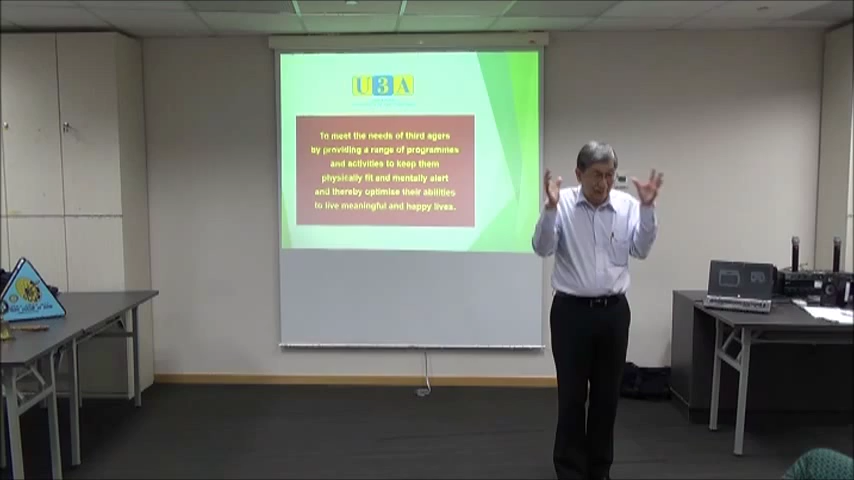 U3A
To meet the needs of third agers
by providing a range of programmes
and activities to keep them
physically fit and mentally alert
and thereby optimise their abilities
to live meaningful and happy lives.